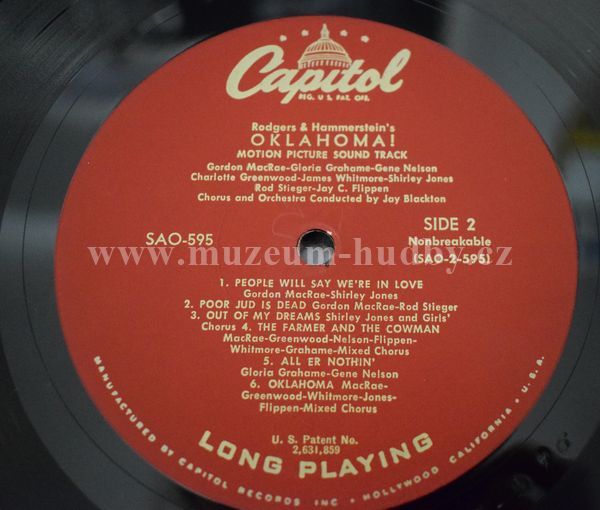 Capitol
REG. U.S. PAT. OFF.
Rodgers & Hammerstein's
OKLAHOMA!
MOTION PICTURE SOUND TRACK
Gordon MacRae-Gloria Grahame-Gene Nelson
Charlotte Greenwood-James Whitmore-Shirley Jones
Rod Stieger-Jay C. Flippen
Chorus and Orchestra Conducted by Jay Blackton
SAO-595
SIDE 2
Nonbreakable
(SAO-2-595)
www.muzeum-hudby.cz
1. PEOPLE WILL SAY WE'RE IN LOVE
Gordon MacRae-Shirley Jones
2. POOR JUD IS DEAD Gordon MacRae-Rod Stieger
3. OUT OF MY DREAMS Shirley Jones and Girls'
Chorus 4. THE FARMER AND THE COWMAN
MacRae-Greenwood-Nelson-Flippen-
Whitmore-Grahame-Mixed Chorus
5. ALL ER NOTHIN'
Gloria Grahame-Gene Nelson
6. OKLAHOMA MacRae-
Greenwood-Whitmore-Jones-
Flippen-Mixed Chorus
U. S. Patent No.
2,631,859
LONG PLAYING
MANUFACTURED BY CAPITOL RECORDS INC • HOLLYWOOD CALIFORNIA • U.S.A.